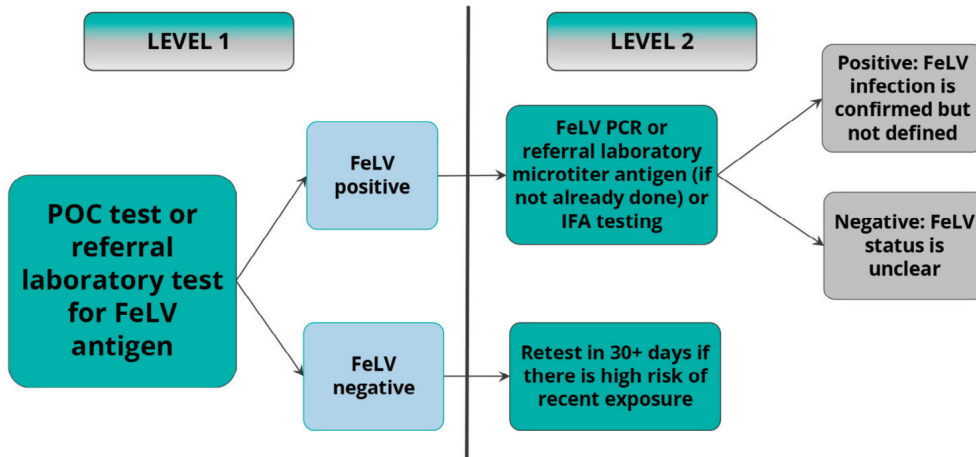 LEVEL 1
LEVEL 2
POC test or
referral
laboratory test
for FeLV
antigen
FeLV
positive
FeLV
negative
FeLV PCR or
referral laboratory
microtiter antigen (if
not already done) or
IFA testing
Retest in 30+ days if
there is high risk of
recent exposure
Positive: FeLV
infection is
confirmed but
not defined
Negative: FeLV
status is
unclear